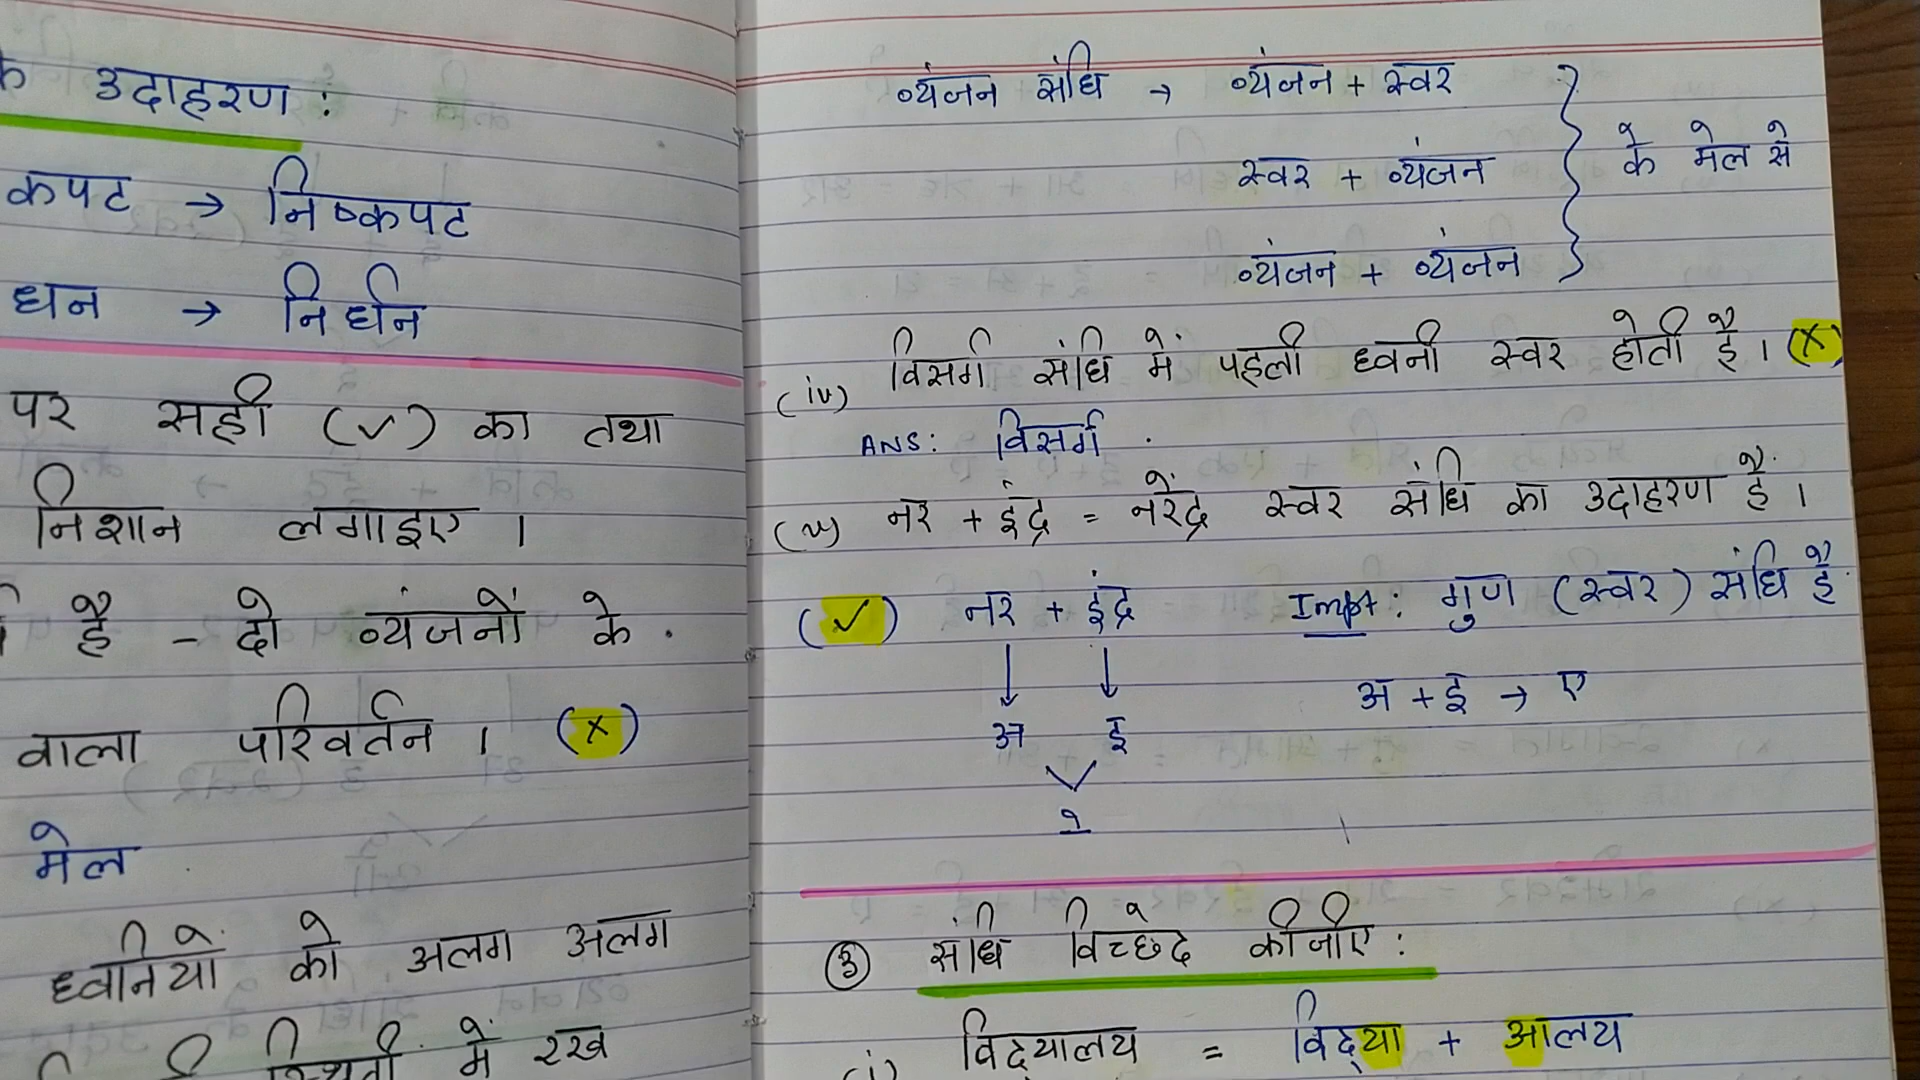 के उदाहरण :
कपट → निष्कपट
धन → निर्धन
पर सही (✓) का तथा
निशान लगाइए ।
है - दो व्यंजनों के
वाला परिवर्तन । (x)
मेल
ध्वनियों को अलग अलग
में रख
व्यंजन संधि → व्यंजन + स्वर
स्वर + व्यंजन } के मेल से
व्यंजन + व्यंजन
(iv) विसर्ग संधि में पहली ध्वनी स्वर होती है । (x)
ANS: विसर्ग .
(v) नर + इंद्र = नरेंद्र स्वर संधि का उदाहरण है ।
(✓) नर + इंद्र Impt: गुण (स्वर) संधि है
↓ ↓ अ + इ → ए
अ इ
े
③ संधि विच्छेद कीजीए :
(i) विद्यालय = विद्या + आलय